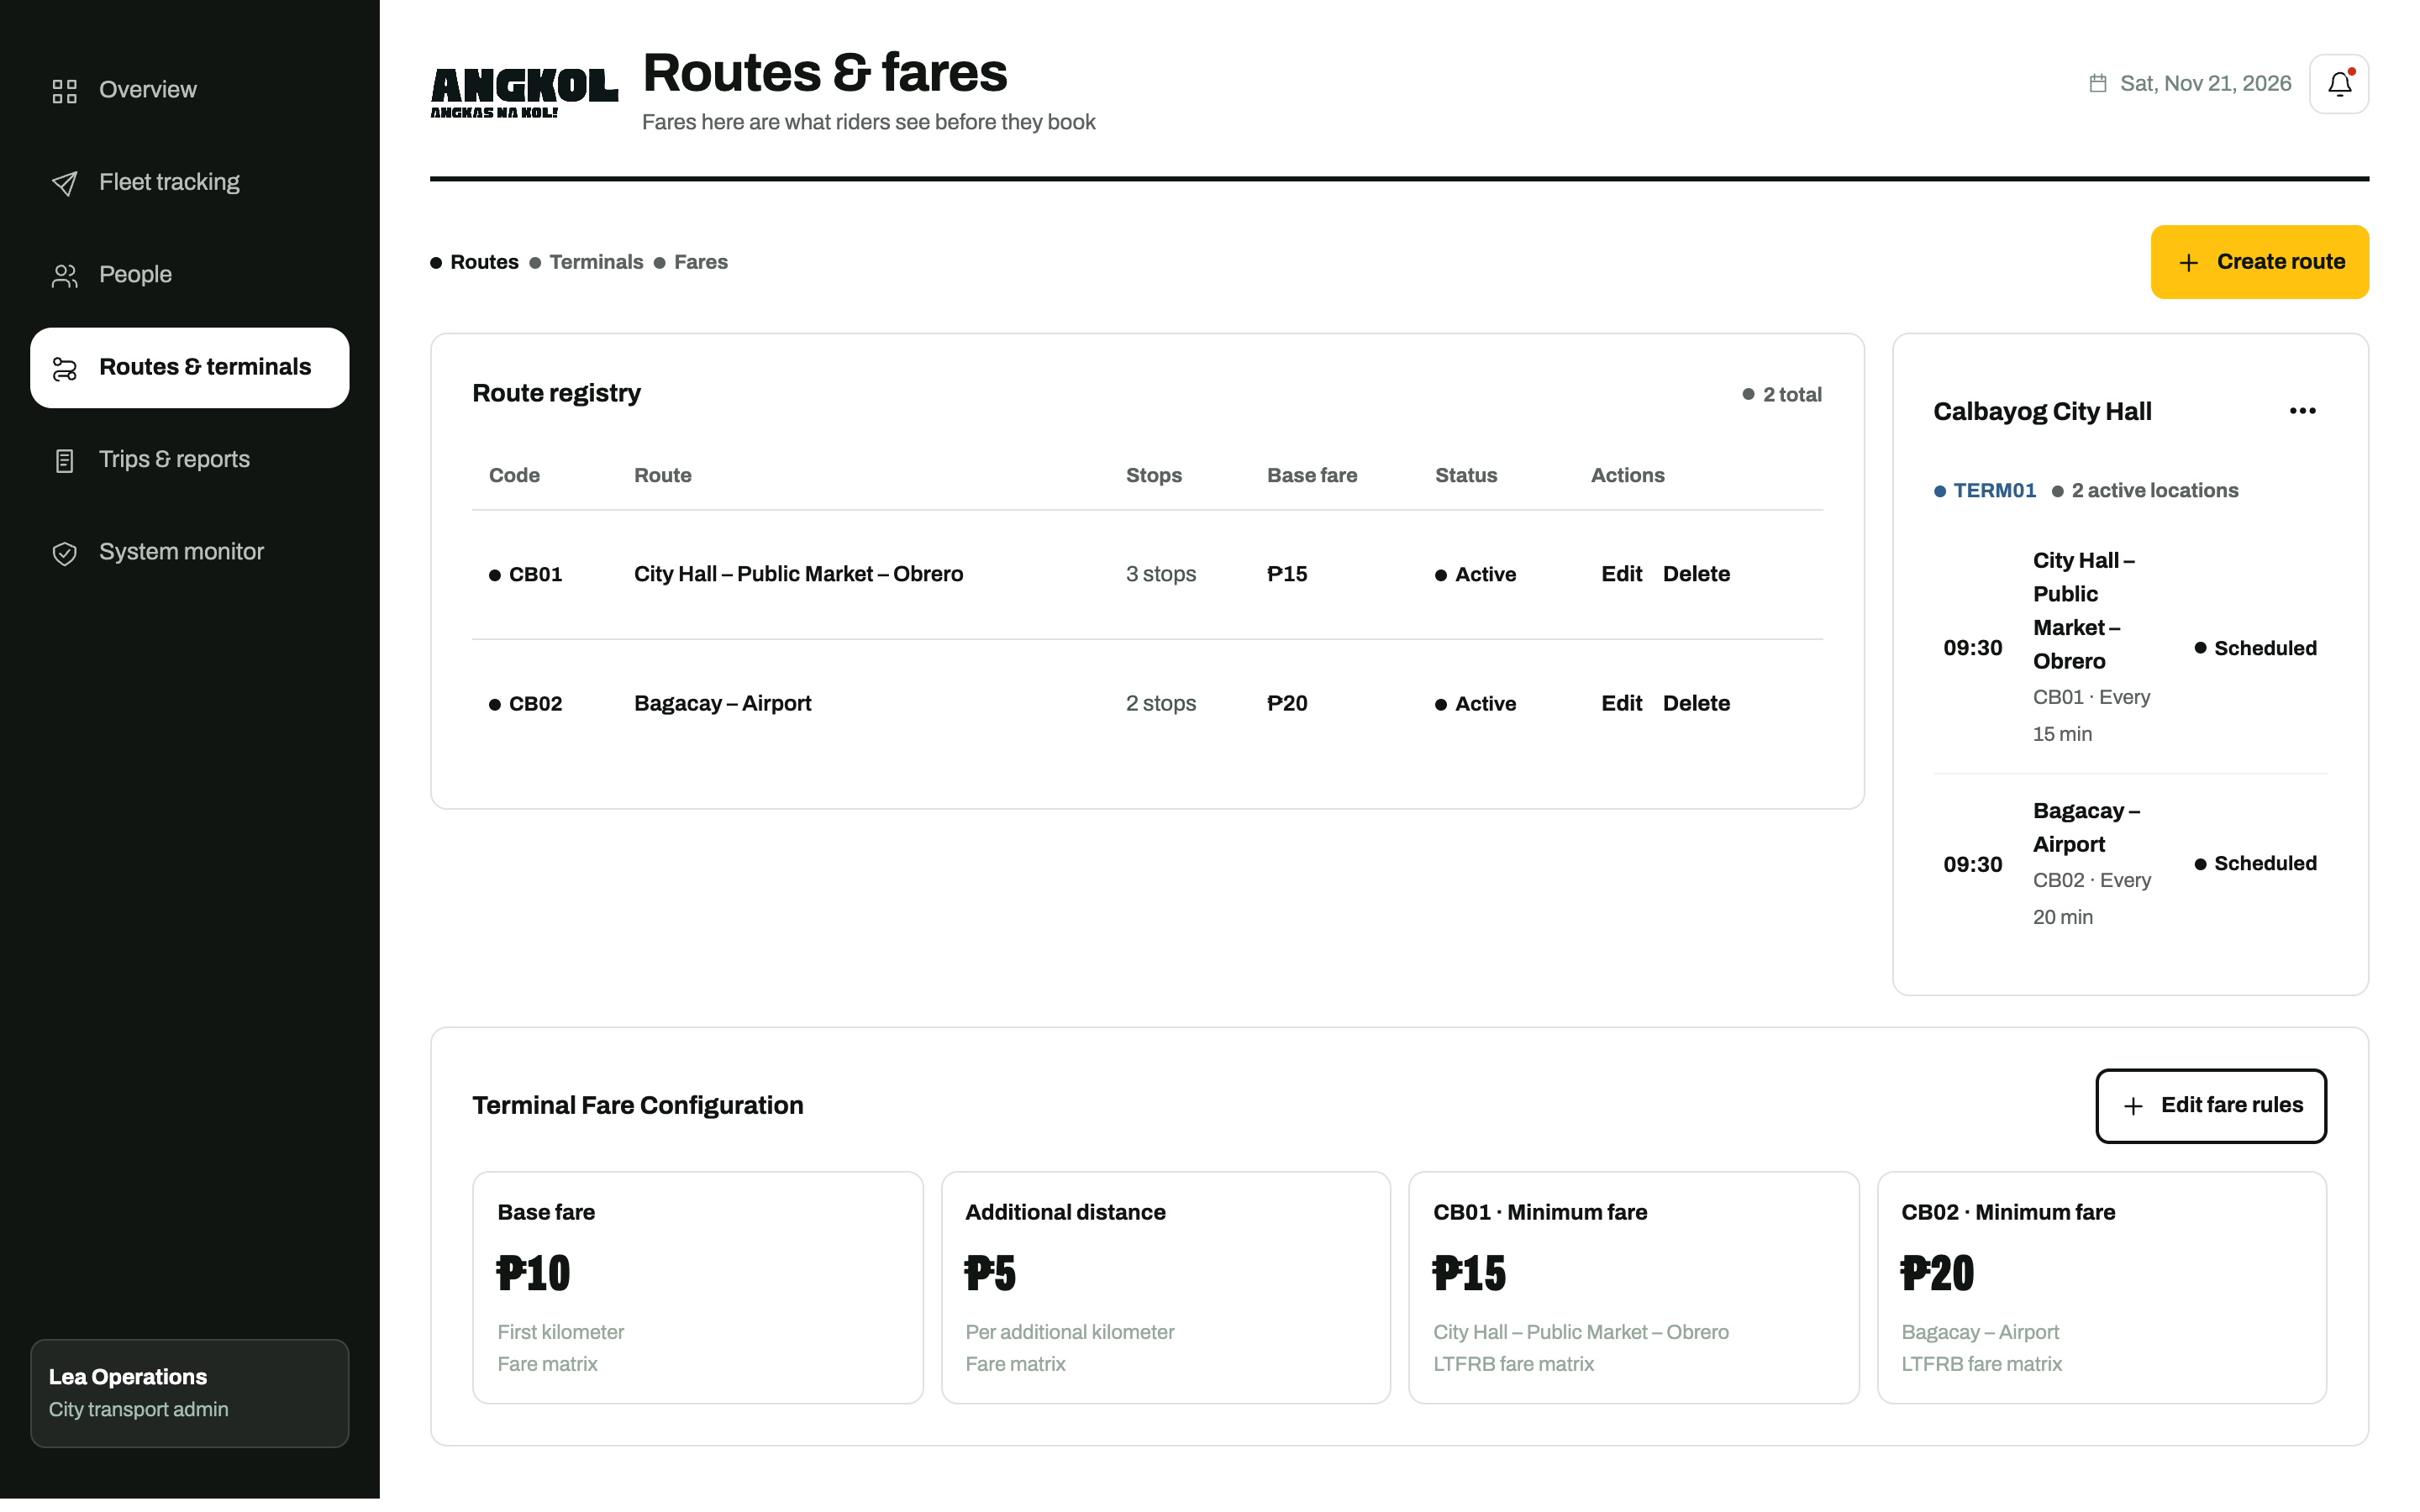 Overview
Fleet tracking
People
Routes & terminals
Trips & reports
System monitor
Lea Operations
City transport admin
ANGKOL
ANGKAS NA KOL!
Routes & fares
Fares here are what riders see before they book
Sat, Nov 21, 2026
Routes Terminals Fares
Create route
Route registry
2 total
Code Route Stops Base fare Status Actions
CB01 City Hall – Public Market – Obrero 3 stops ₱15 Active Edit Delete
CB02 Bagacay – Airport 2 stops ₱20 Active Edit Delete
Calbayog City Hall
TERM01 2 active locations
City Hall –
Public
Market –
Obrero
09:30 Scheduled
CB01 · Every
15 min
Bagacay –
Airport
09:30 Scheduled
CB02 · Every
20 min
Terminal Fare Configuration
Edit fare rules
Base fare
₱10
First kilometer
Fare matrix
Additional distance
₱5
Per additional kilometer
Fare matrix
CB01 · Minimum fare
₱15
City Hall – Public Market – Obrero
LTFRB fare matrix
CB02 · Minimum fare
₱20
Bagacay – Airport
LTFRB fare matrix